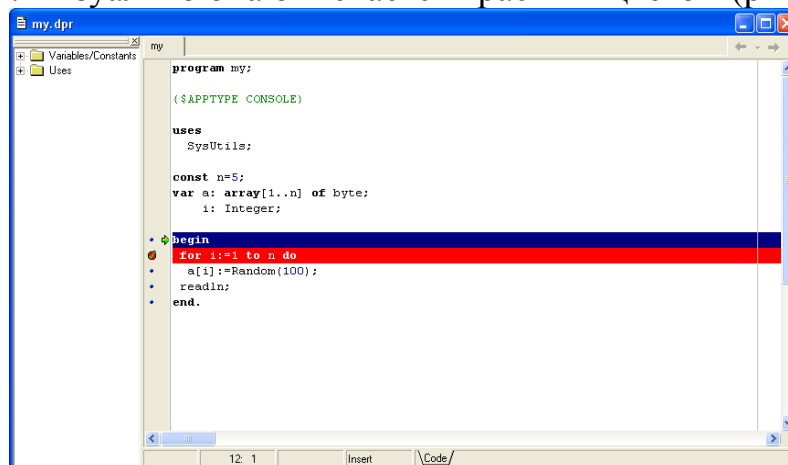 my.dpr
Variables/Constants
Uses
my
program my;
{$APPTYPE CONSOLE}
uses
SysUtils;
const n=5;
var a: array[1..n] of byte;
i: Integer;
begin
for i:=1 to n do
a[i]:=Random(100);
readln;
end.
12: 1
Insert
\Code/